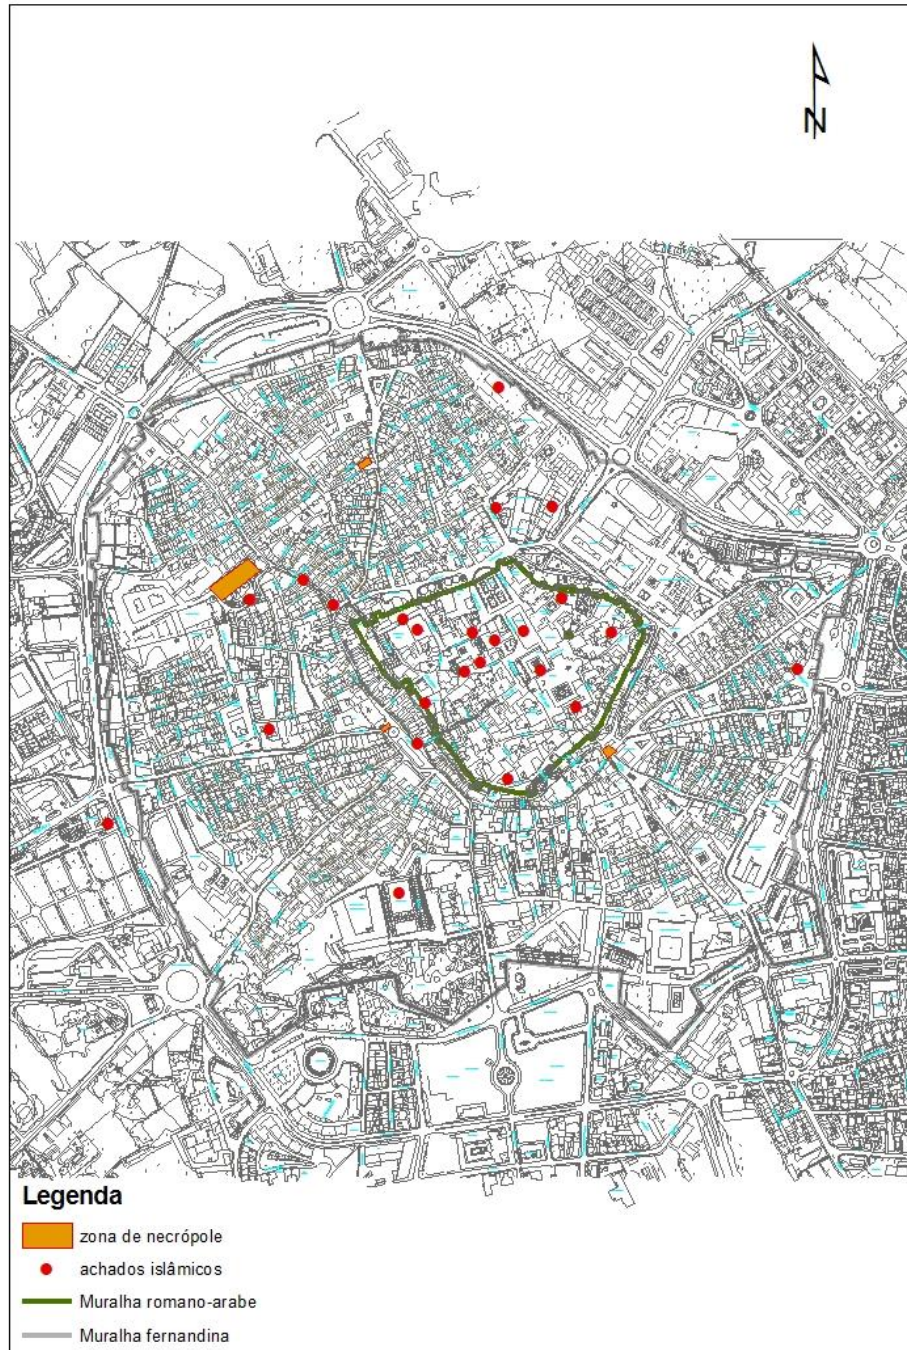 N
Legenda
zona de necrópole
achados islâmicos
Muralha romano-arabe
Muralha fernandina